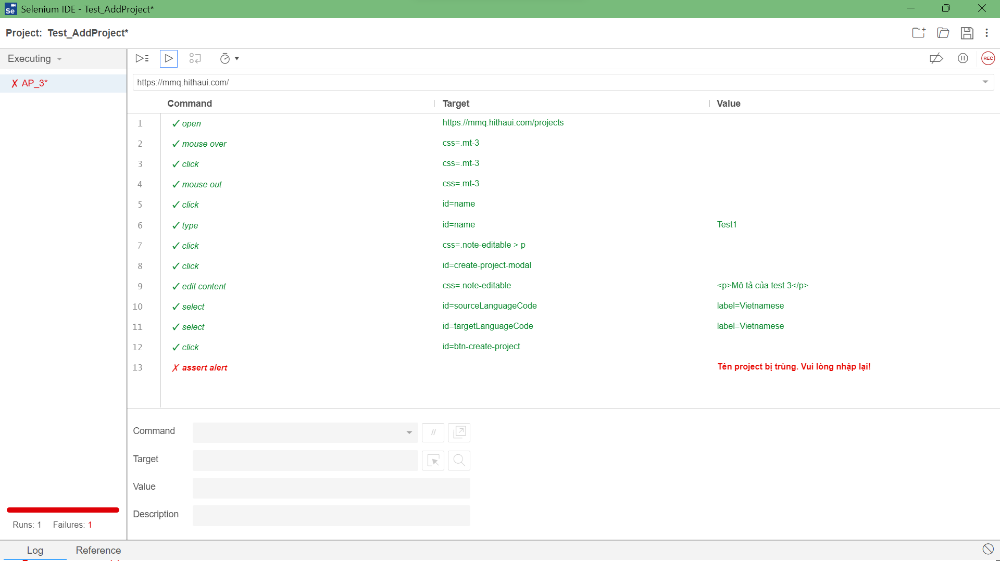 Selenium IDE - Test_AddProject*
Project: Test_AddProject*
Executing
REC
X AP_3*
https://mmq.hithaui.com/
Command Target Value
1 ✓ open https://mmq.hithaui.com/projects
2 ✓ mouse over css=.mt-3
3 ✓ click css=.mt-3
4 ✓ mouse out css=.mt-3
5 ✓ click id=name
6 ✓ type id=name Test1
7 ✓ click css=.note-editable > p
8 ✓ click id=create-project-modal
9 ✓ edit content css=.note-editable <p>Mô tả của test 3</p>
10 ✓ select id=sourceLanguageCode label=Vietnamese
11 ✓ select id=targetLanguageCode label=Vietnamese
12 ✓ click id=btn-create-project
13 ✗ assert alert Tên project bị trùng. Vui lòng nhập lại!
Command //
Target
Value
Description
Runs: 1 Failures: 1
Log Reference